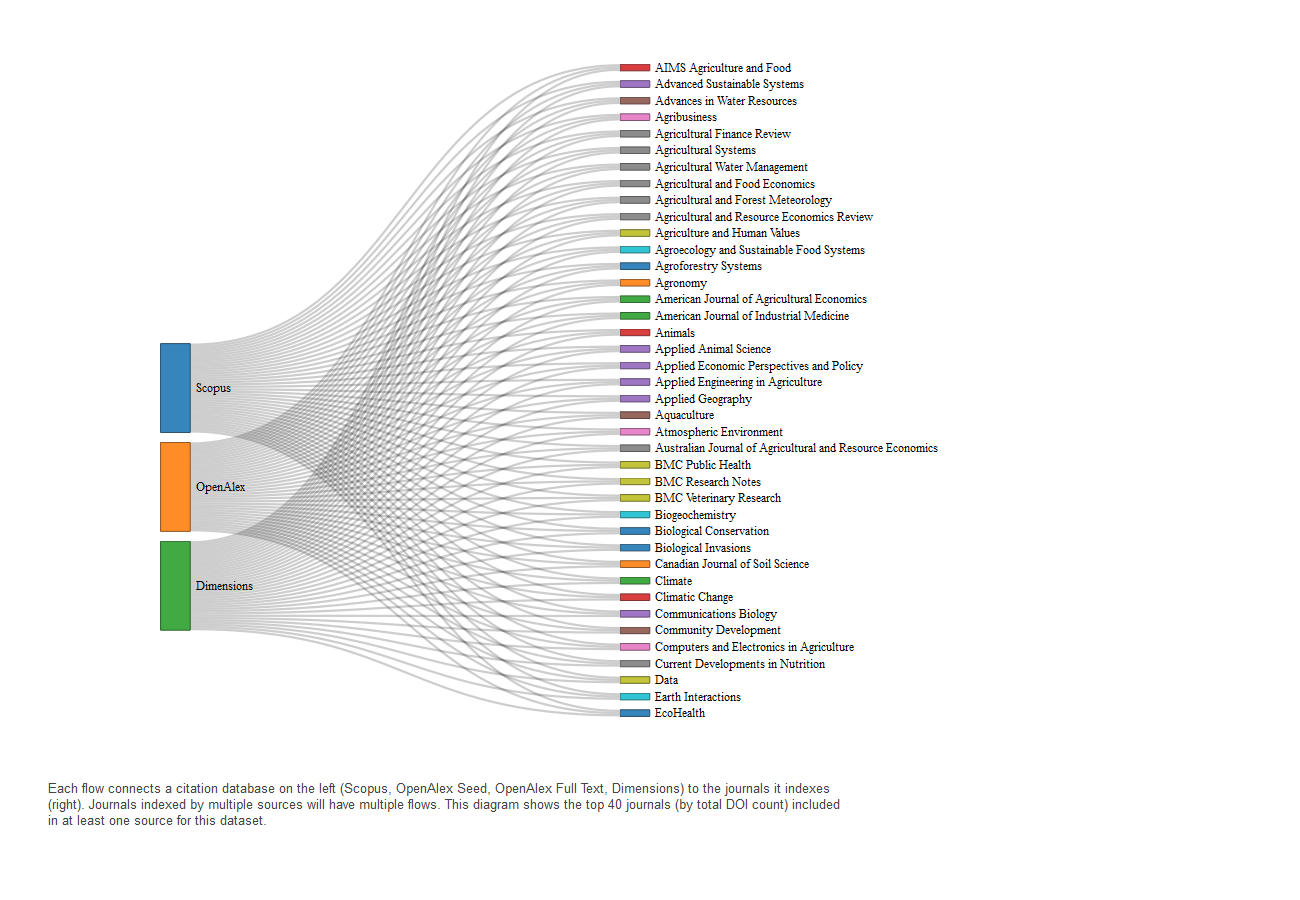 AIMS Agriculture and Food
Advanced Sustainable Systems
Advances in Water Resources
Agribusiness
Agricultural Finance Review
Agricultural Systems
Agricultural Water Management
Agricultural and Food Economics
Agricultural and Forest Meteorology
Agricultural and Resource Economics Review
Agriculture and Human Values
Agroecology and Sustainable Food Systems
Agroforestry Systems
Agronomy
American Journal of Agricultural Economics
American Journal of Industrial Medicine
Animals
Applied Animal Science
Applied Economic Perspectives and Policy
Applied Engineering in Agriculture
Scopus
Applied Geography
Aquaculture
Atmospheric Environment
Australian Journal of Agricultural and Resource Economics
BMC Public Health
BMC Research Notes
OpenAlex
BMC Veterinary Research
Biogeochemistry
Biological Conservation
Biological Invasions
Canadian Journal of Soil Science
Climate
Dimensions
Climatic Change
Communications Biology
Community Development
Computers and Electronics in Agriculture
Current Developments in Nutrition
Data
Earth Interactions
EcoHealth
Each flow connects a citation database on the left (Scopus, OpenAlex Seed, OpenAlex Full Text, Dimensions) to the journals it indexes
(right). Journals indexed by multiple sources will have multiple flows. This diagram shows the top 40 journals (by total DOI count) included
in at least one source for this dataset.